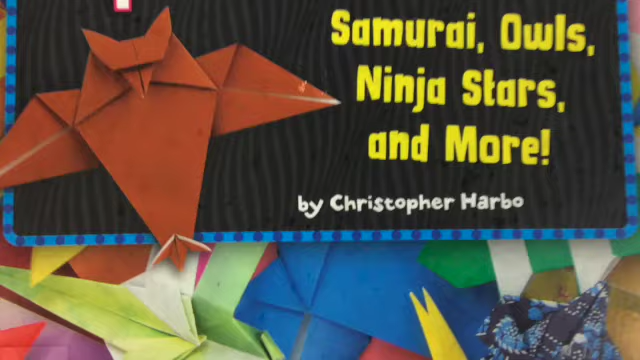 Samurai, Owls,
Ninja Stars,
and More!
by Christopher Harbo